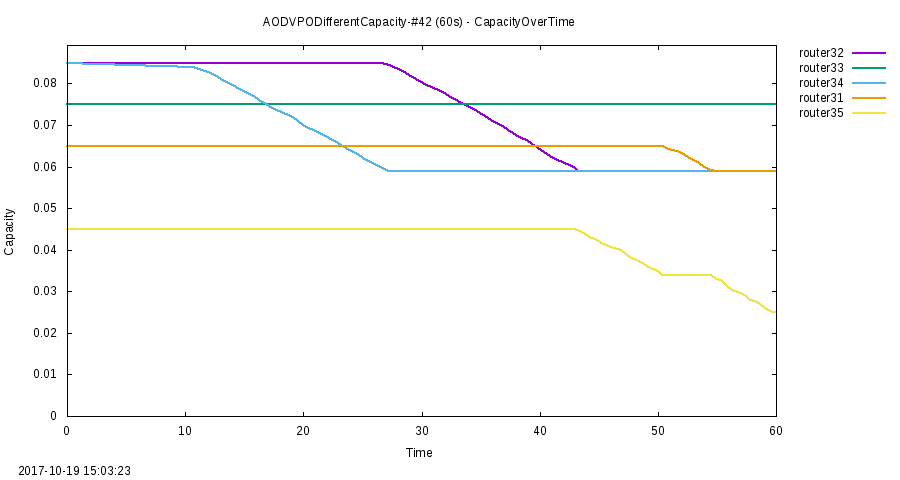 AODVPODifferentCapacity-#42 (60s) - CapacityOverTime
router32
router33
router34
router31
router35
0.08
0.07
0.06
0.05
0.04
0.03
0.02
0.01
0
Capacity
0 10 20 30 40 50 60
Time
2017-10-19 15:03:23